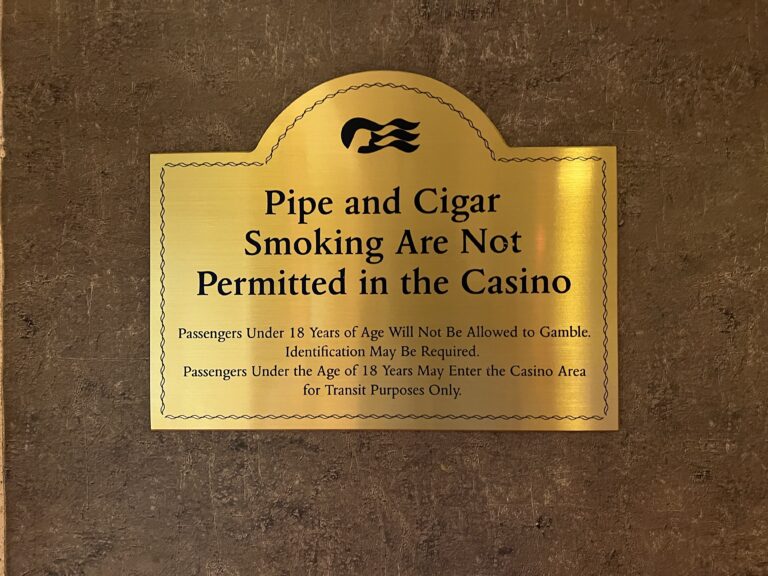 Pipe and Cigar
Smoking Are Not
Permitted in the Casino
Passengers Under 18 Years of Age Will Not Be Allowed to Gamble.
Identification May Be Required.
Passengers Under the Age of 18 Years May Enter the Casino Area
for Transit Purposes Only.